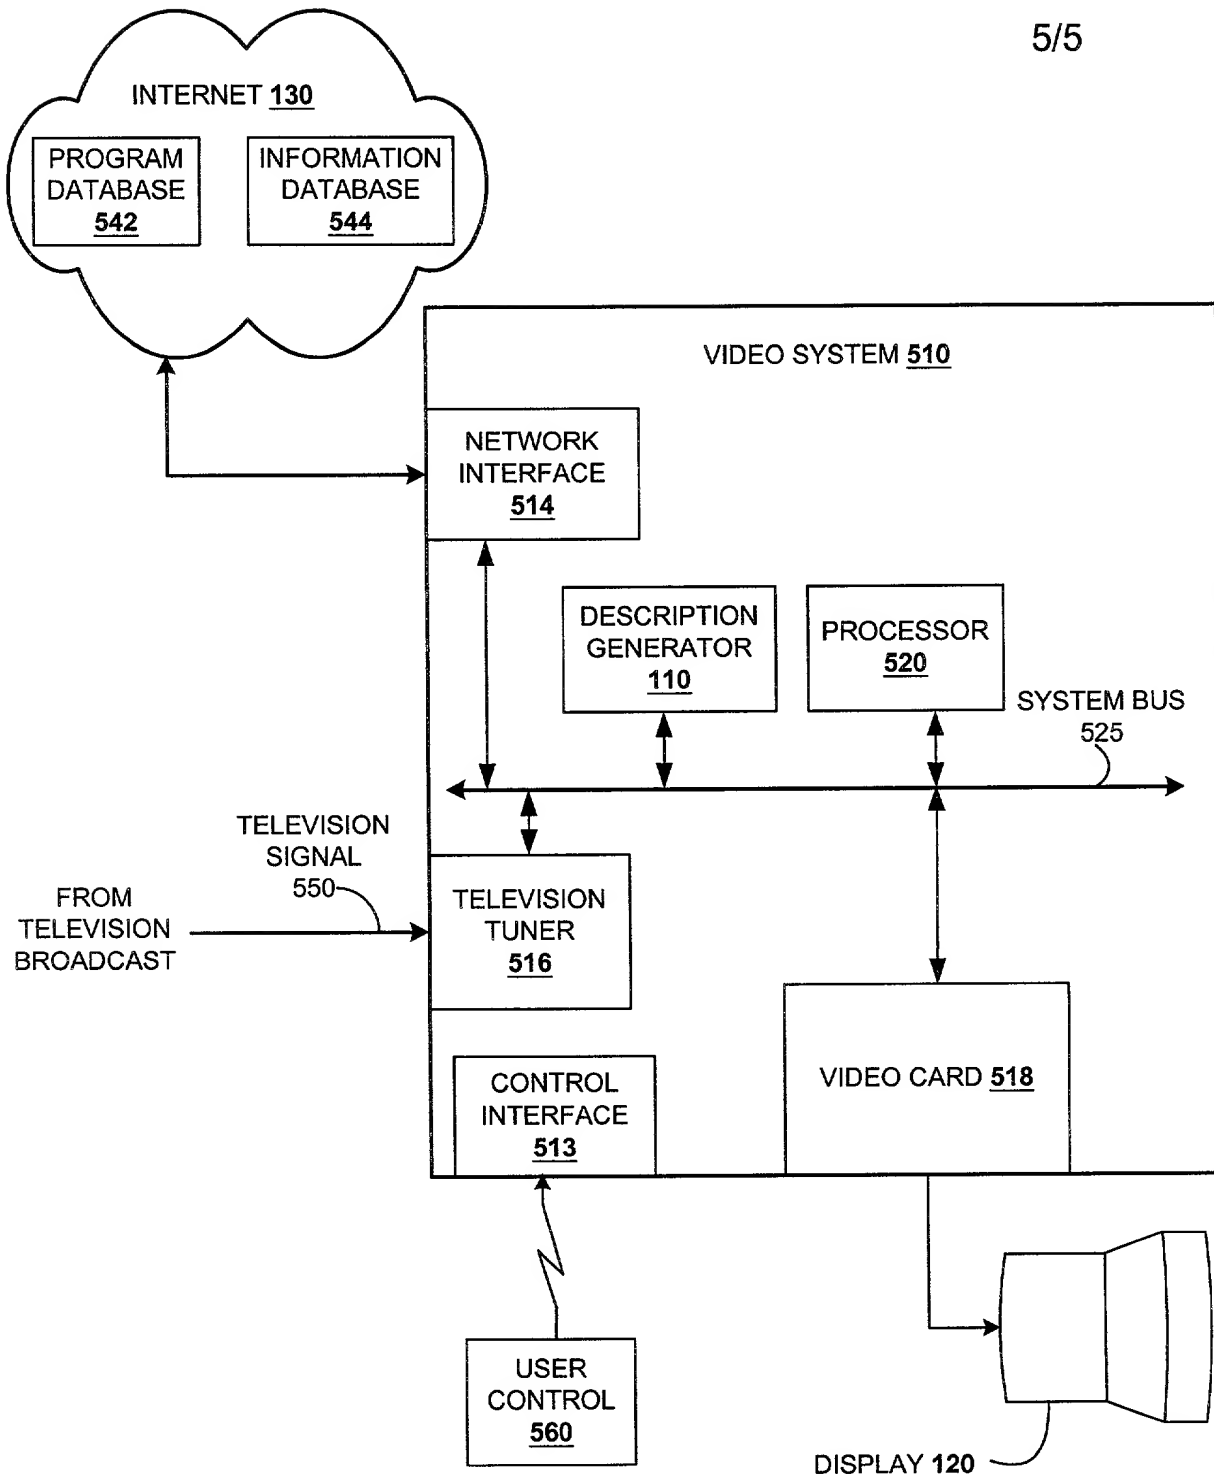 5/5
INTERNET 130
PROGRAM
DATABASE
542
INFORMATION
DATABASE
544
VIDEO SYSTEM 510
NETWORK
INTERFACE
514
DESCRIPTION
GENERATOR
110
PROCESSOR
520
SYSTEM BUS
525
TELEVISION
SIGNAL
550
FROM
TELEVISION
BROADCAST
TELEVISION
TUNER
516
CONTROL
INTERFACE
513
VIDEO CARD 518
USER
CONTROL
560
DISPLAY 120